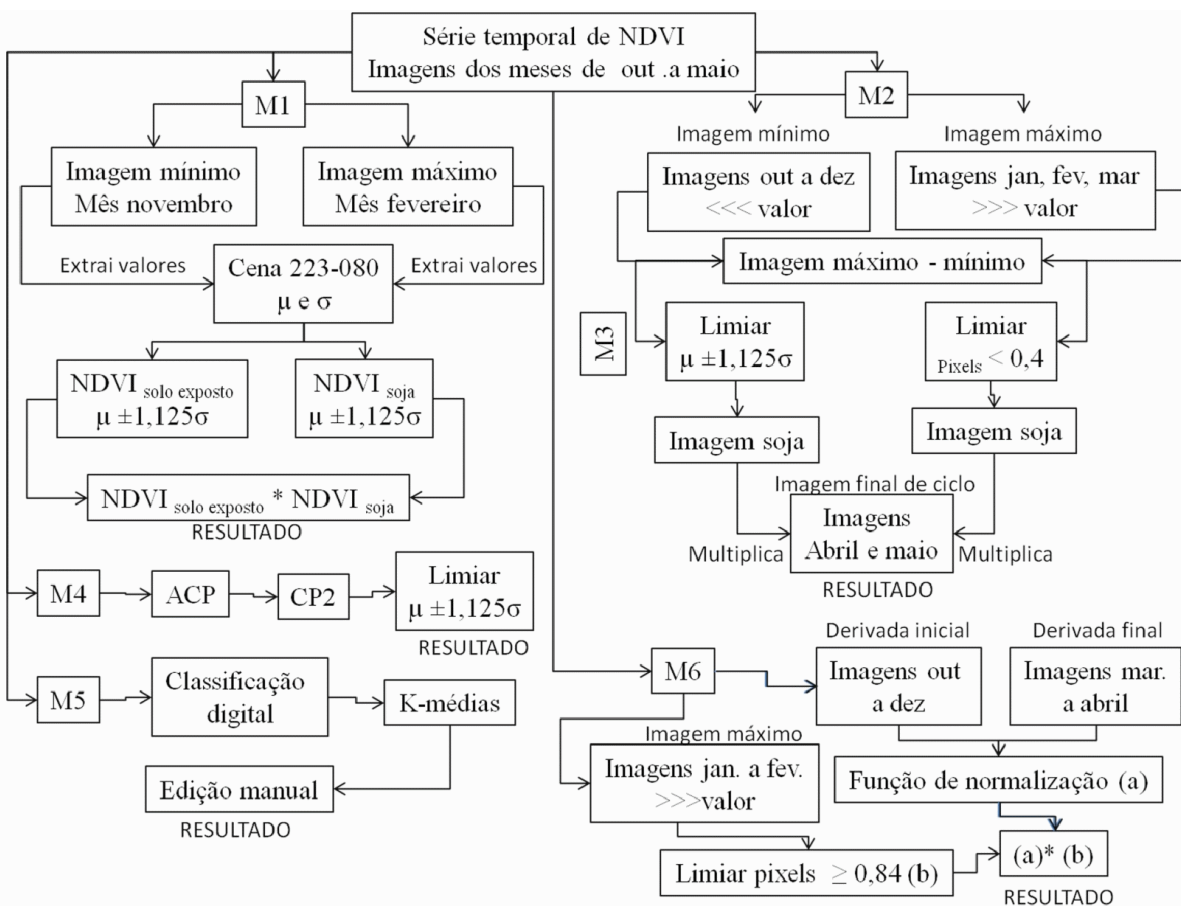 Série temporal de NDVI
Imagens dos meses de out .a maio
M1
Imagem mínimo
Mês novembro
Imagem máximo
Mês fevereiro
Extrai valores
Cena 223-080
μ e σ
Extrai valores
NDVI solo exposto
μ ±1,125σ
NDVI soja
μ ±1,125σ
NDVI solo exposto * NDVI soja
RESULTADO
M2
Imagem mínimo
Imagens out a dez
<<< valor
Imagem máximo
Imagens jan, fev, mar
>>> valor
Imagem máximo - mínimo
M3
Limiar
μ ±1,125σ
Limiar
Pixels < 0,4
Imagem soja
Imagem soja
Imagem final de ciclo
Imagens
Abril e maio
Multiplica
Multiplica
RESULTADO
M4
ACP
CP2
Limiar
μ ±1,125σ
RESULTADO
M5
Classificação
digital
K-médias
Edição manual
RESULTADO
M6
Derivada inicial
Imagens out
a dez
Derivada final
Imagens mar.
a abril
Imagem máximo
Imagens jan. a fev.
>>>valor
Função de normalização (a)
Limiar pixels ≥ 0,84 (b)
(a)* (b)
RESULTADO